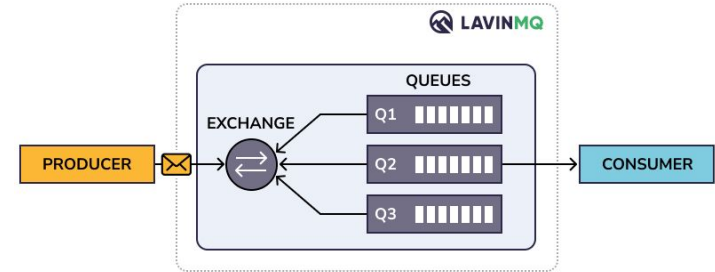 LAVINMQ
QUEUES
EXCHANGE
Q1
PRODUCER
Q2
CONSUMER
Q3